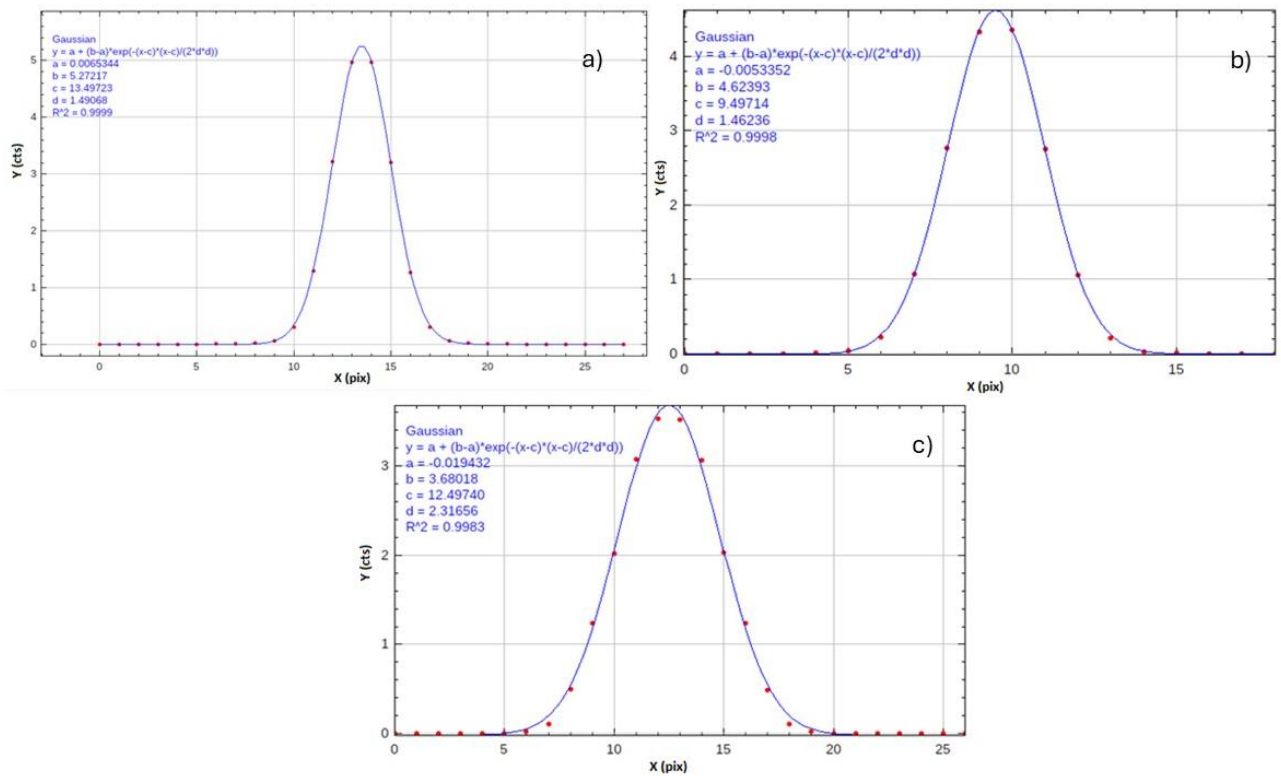 Gaussian
y = a + (b-a)*exp(-(x-c)*(x-c)/(2*d*d))
a = 0.0065344
b = 5.27217
c = 13.49723
d = 1.49068
R^2 = 0.9999
a)
5
4
3
2
1
0
Y (cts)
0 5 10 15 20 25
X (pix)
Gaussian
y = a + (b-a)*exp(-(x-c)*(x-c)/(2*d*d))
a = -0.0053352
b = 4.62393
c = 9.49714
d = 1.46236
R^2 = 0.9998
b)
4
3
2
1
0
Y (cts)
0 5 10 15
X (pix)
Gaussian
y = a + (b-a)*exp(-(x-c)*(x-c)/(2*d*d))
a = -0.019432
b = 3.68018
c = 12.49740
d = 2.31656
R^2 = 0.9983
c)
3
2
1
0
Y (cts)
0 5 10 15 20 25
X (pix)